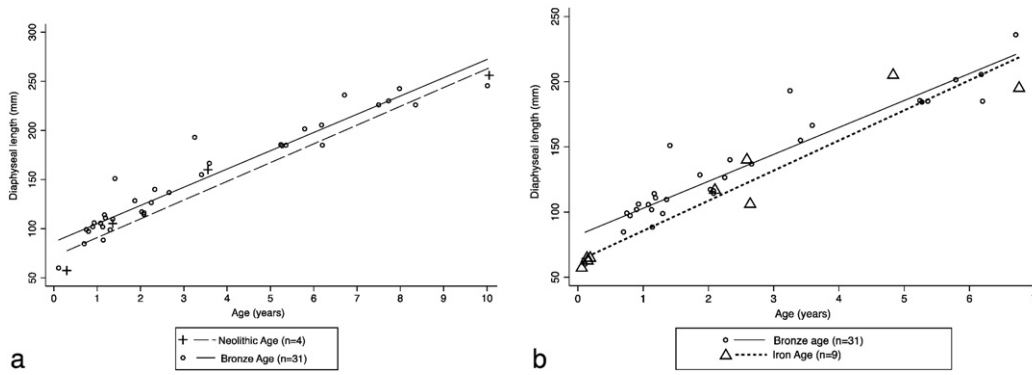 300
250
200
150
100
50
Diaphyseal length (mm)
0 1 2 3 4 5 6 7 8 9 10
Age (years)
Neolithic Age (n=4)
Bronze Age (n=31)
a
250
200
150
100
50
Diaphyseal length (mm)
0 1 2 3 4 5 6
Age (years)
Bronze age (n=31)
Iron Age (n=9)
b